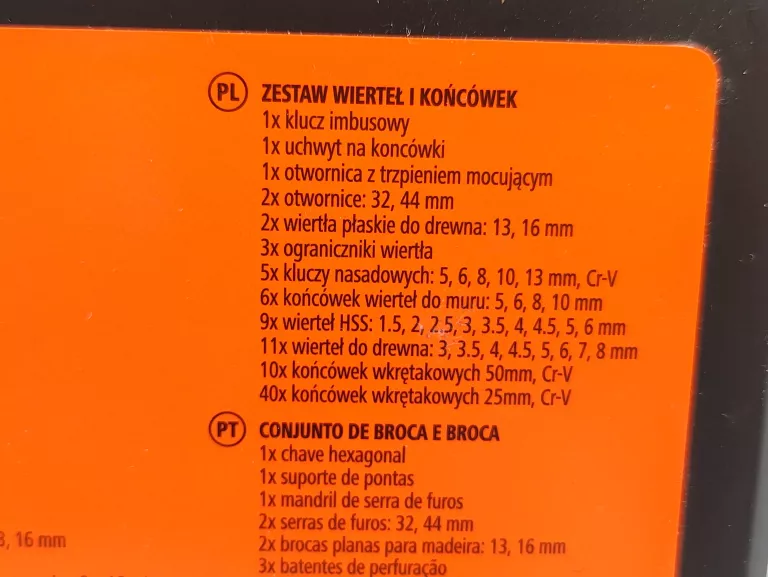 PL ZESTAW WIERTEŁ I KOŃCÓWEK
1x klucz imbusowy
1x uchwyt na koncówki
1x otwornica z trzpieniem mocującym
2x otwornice: 32, 44 mm
2x wiertła płaskie do drewna: 13, 16 mm
3x ograniczniki wiertła
5x kluczy nasadowych: 5, 6, 8, 10, 13 mm, Cr-V
6x końcówek wierteł do muru: 5, 6, 8, 10 mm
9x wierteł HSS: 1.5, 2, 2.5, 3, 3.5, 4, 4.5, 5, 6 mm
11x wierteł do drewna: 3, 3.5, 4, 4.5, 5, 6, 7, 8 mm
10x końcówek wkrętakowych 50mm, Cr-V
40x końcówek wkrętakowych 25mm, Cr-V
PT CONJUNTO DE BROCA E BROCA
1x chave hexagonal
1x suporte de pontas
1x mandril de serra de furos
2x serras de furos: 32, 44 mm
2x brocas planas para madeira: 13, 16 mm
3x batentes de perfuração
16 mm